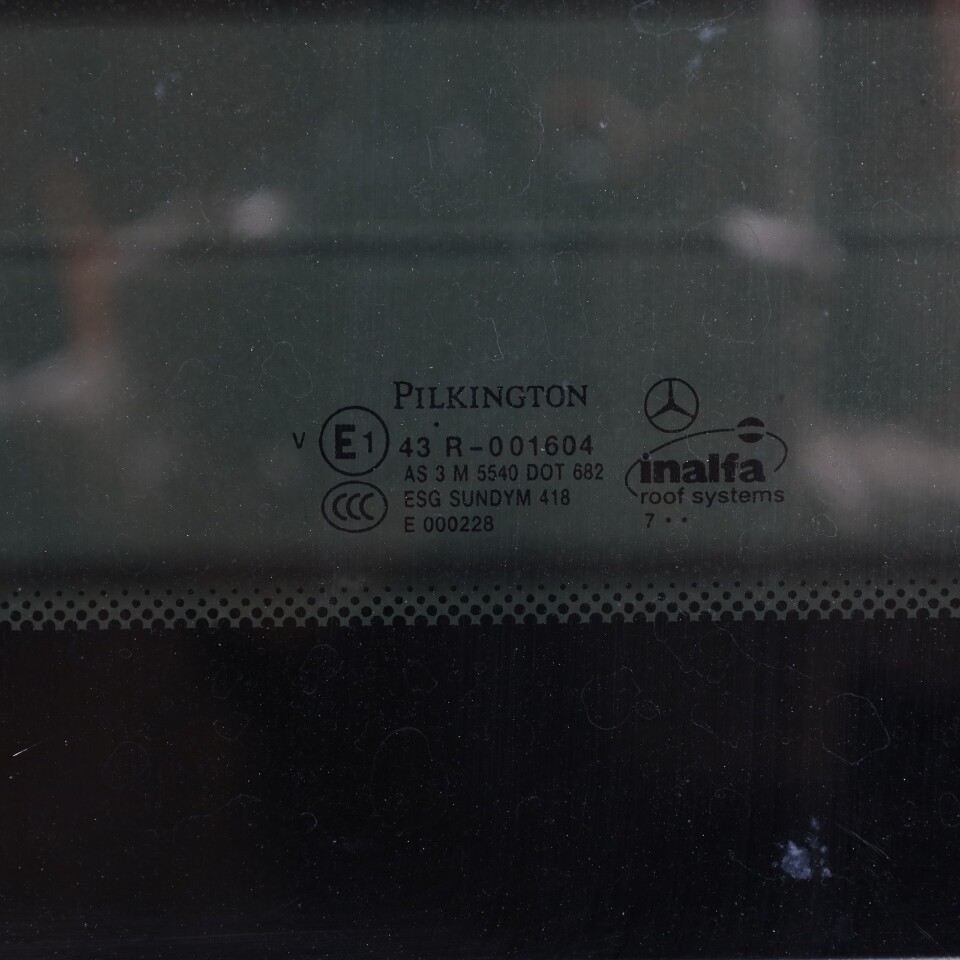 PILKINGTON
V E1 43 R-001604
AS 3 M 5540 DOT 682
CCC ESG SUNDYM 418
E 000228
inalfa
roof systems
7 • •